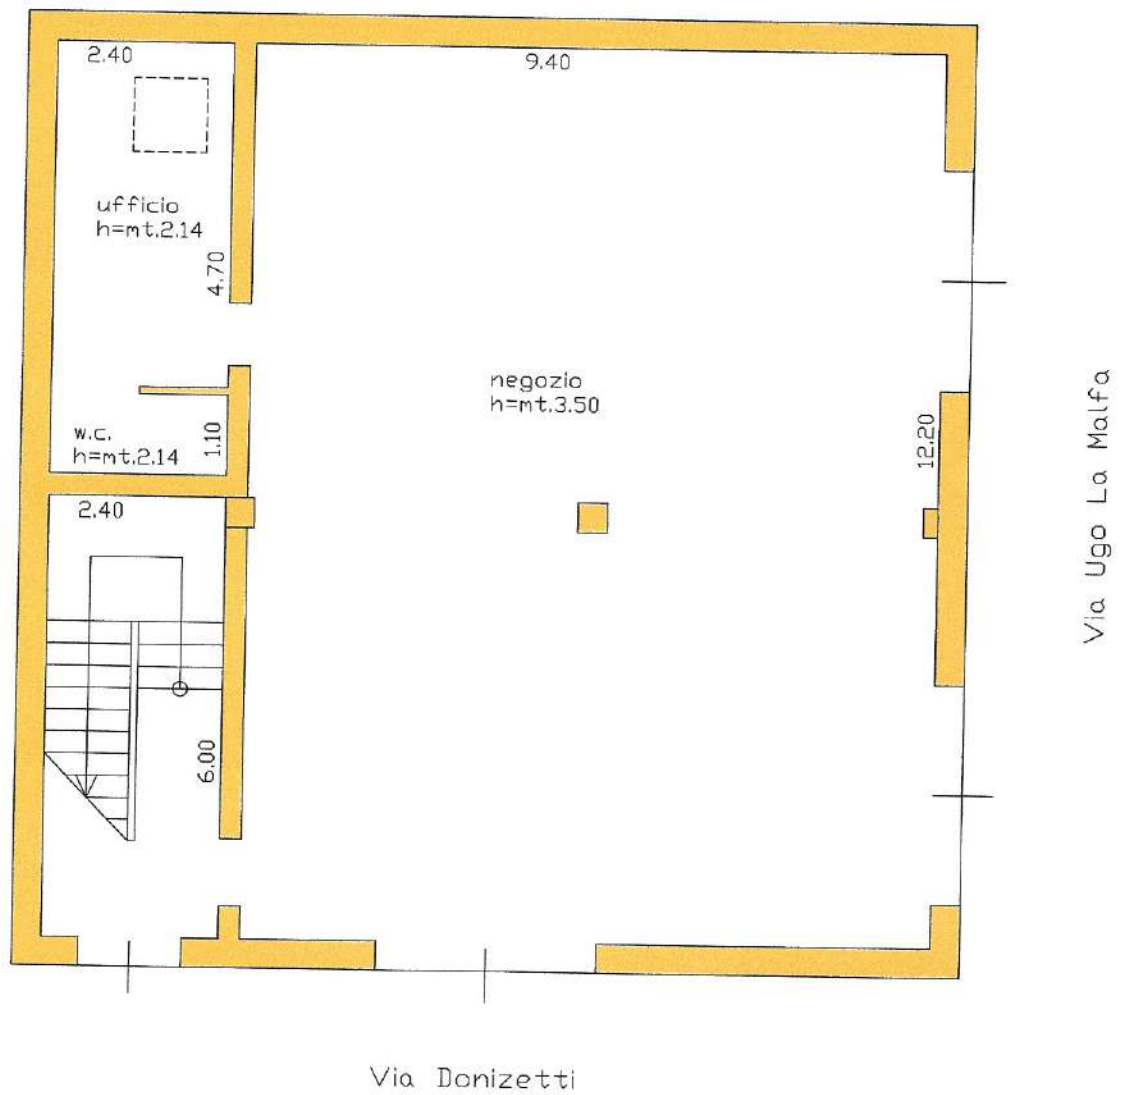 2.40
9.40
ufficio
h=mt.2.14
4.70
negozio
h=mt.3.50
w.c.
h=mt.2.14
1.10
12.20
2.40
6.00
Via Ugo La Malfa
Via Donizetti